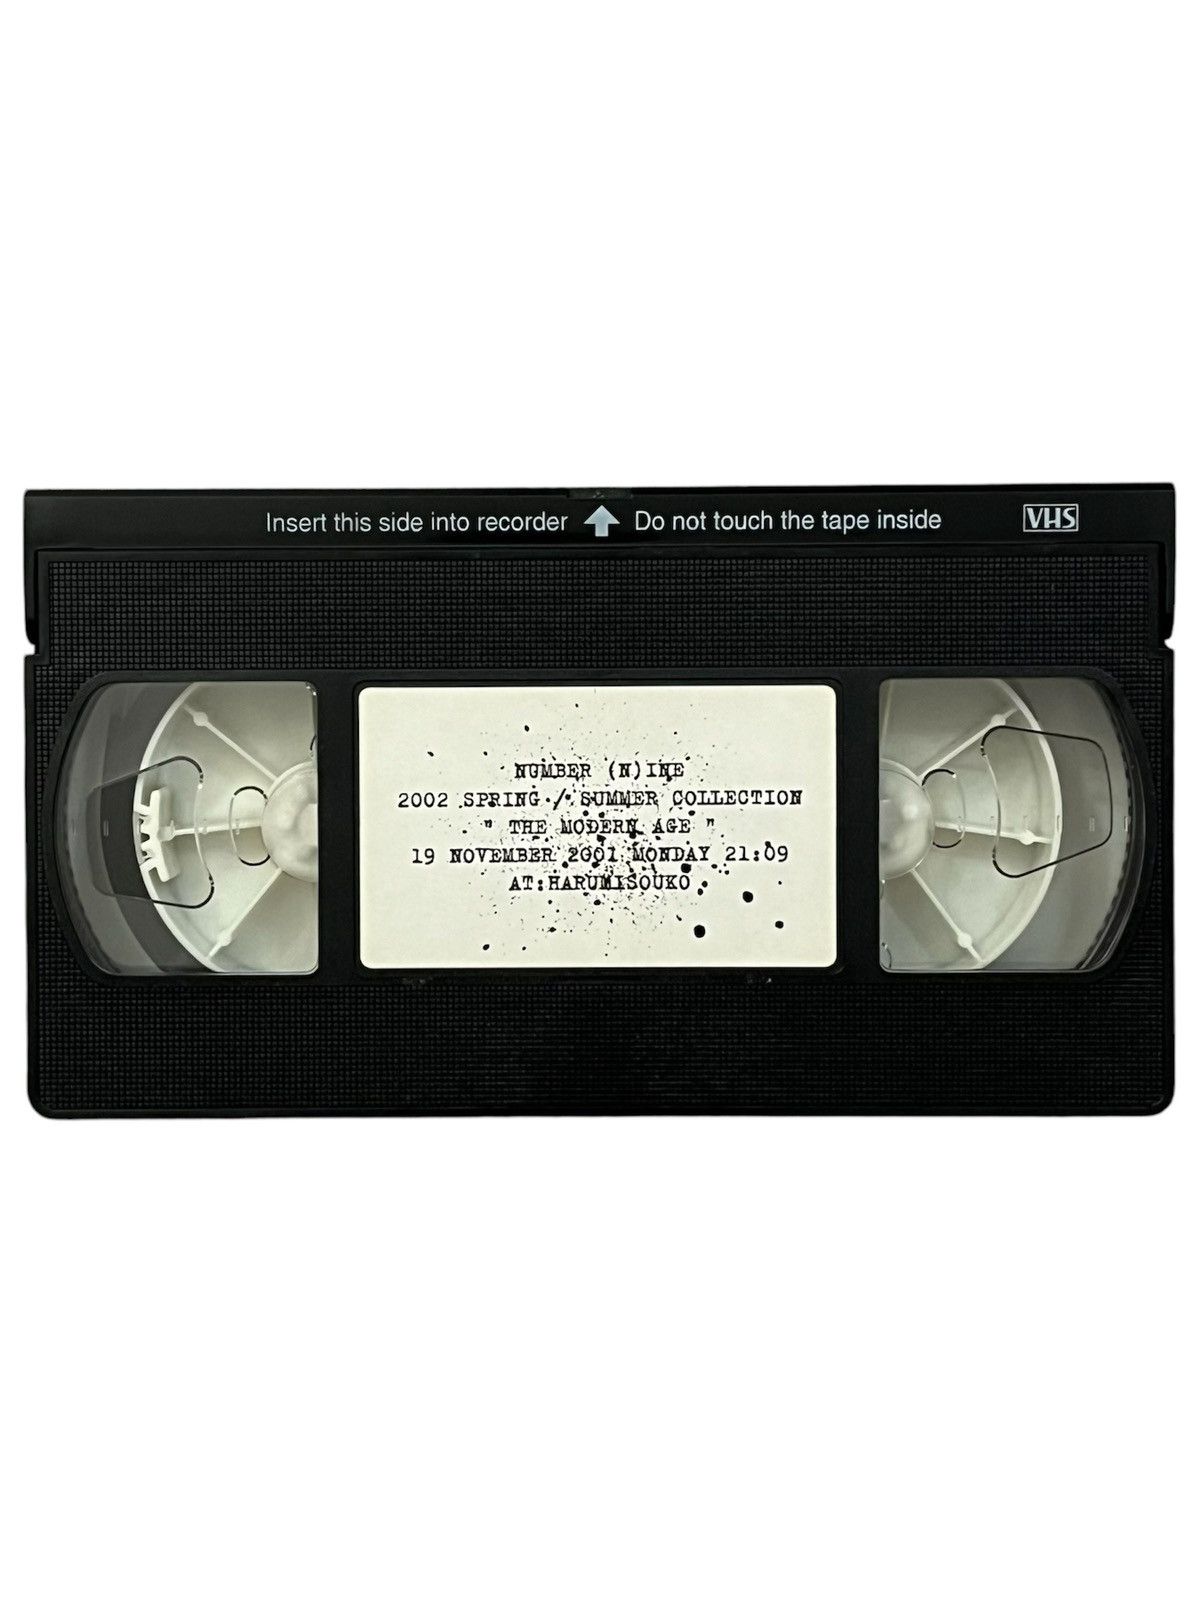 Insert this side into recorder Do not touch the tape inside VHS
NUMBER (N)INE
2002 SPRING / SUMMER COLLECTION
" THE MODERN AGE "
19 NOVEMBER 2001 MONDAY 21:09
AT:HARUMISOUKO